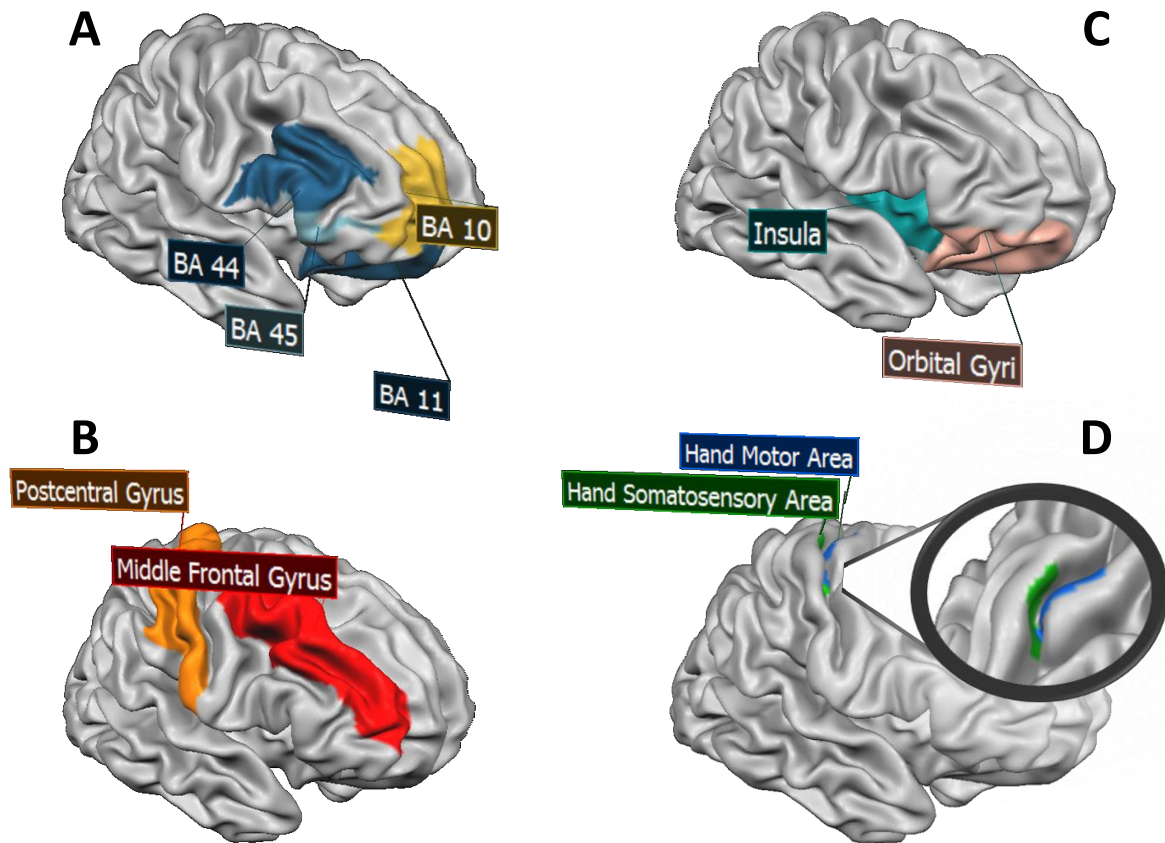 A
C
BA 10
BA 44
Insula
BA 45
Orbital Gyri
BA 11
B
D
Hand Motor Area
Postcentral Gyrus
Hand Somatosensory Area
Middle Frontal Gyrus